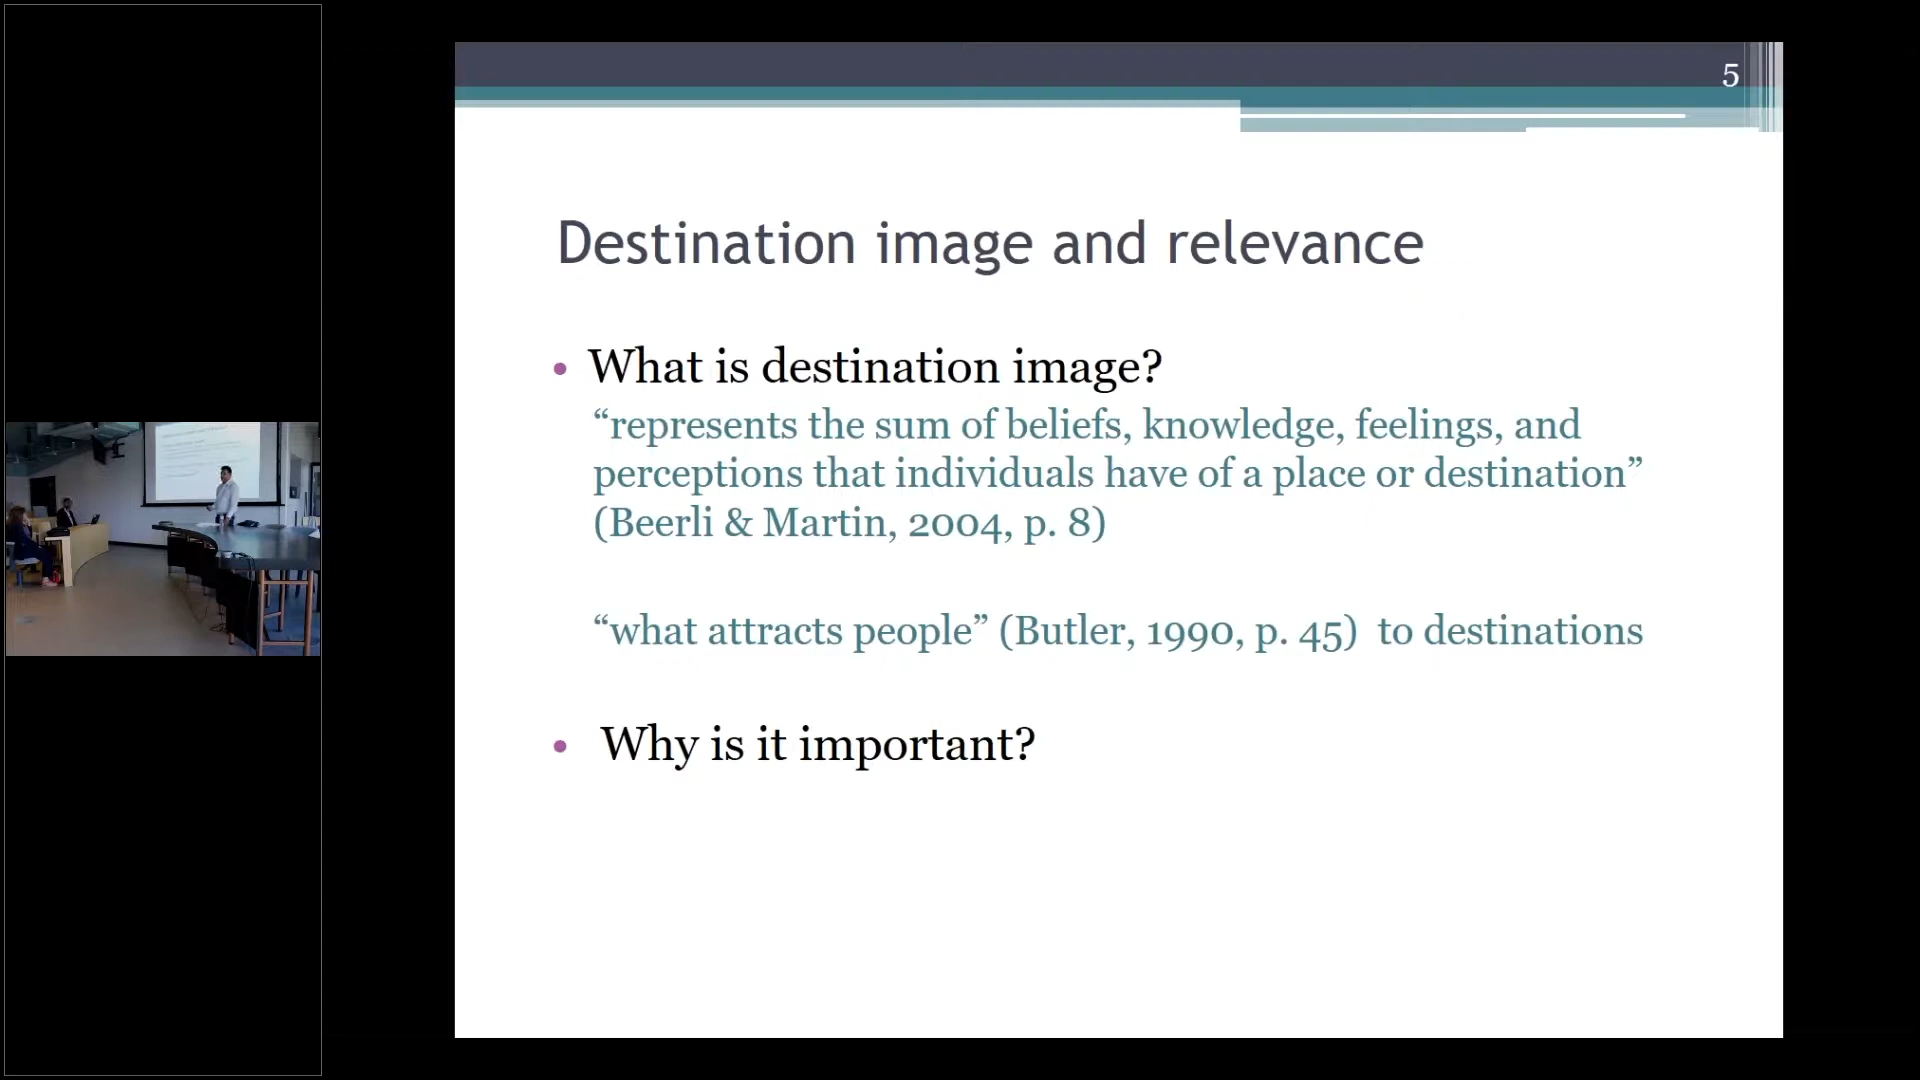 5
Destination image and relevance
• What is destination image?
“represents the sum of beliefs, knowledge, feelings, and
perceptions that individuals have of a place or destination”
(Beerli & Martin, 2004, p. 8)
“what attracts people” (Butler, 1990, p. 45)  to destinations
• Why is it important?